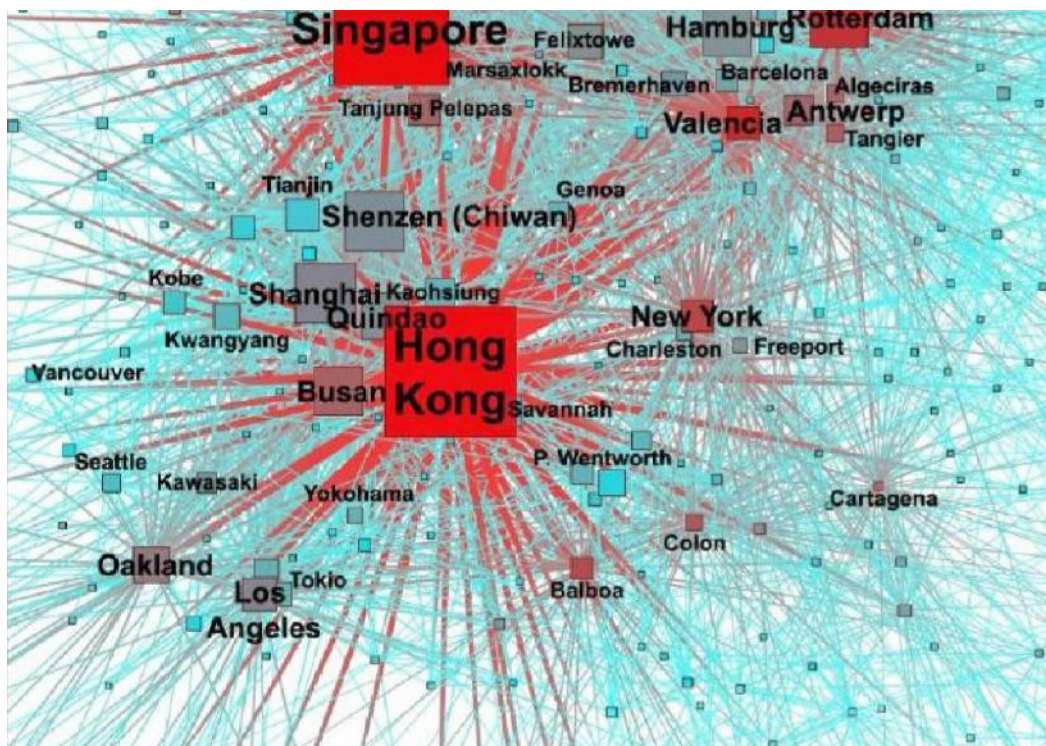 Singapore
Felixtowe
Hamburg
Rotterdam
Marsaxlokk
Bremerhaven
Barcelona
Algeciras
Tanjung Pelepas
Valencia
Antwerp
Tangier
Tianjin
Genoa
Shenzen (Chiwan)
Kobe
Shanghai
Kaohsiung
Quindao
New York
Kwangyang
Hong
Kong
Charleston
Freeport
Vancouver
Busan
Savannah
Seattle
Kawasaki
Yokohama
P. Wentworth
Cartagena
Colon
Oakland
Los
Angeles
Tokio
Balboa